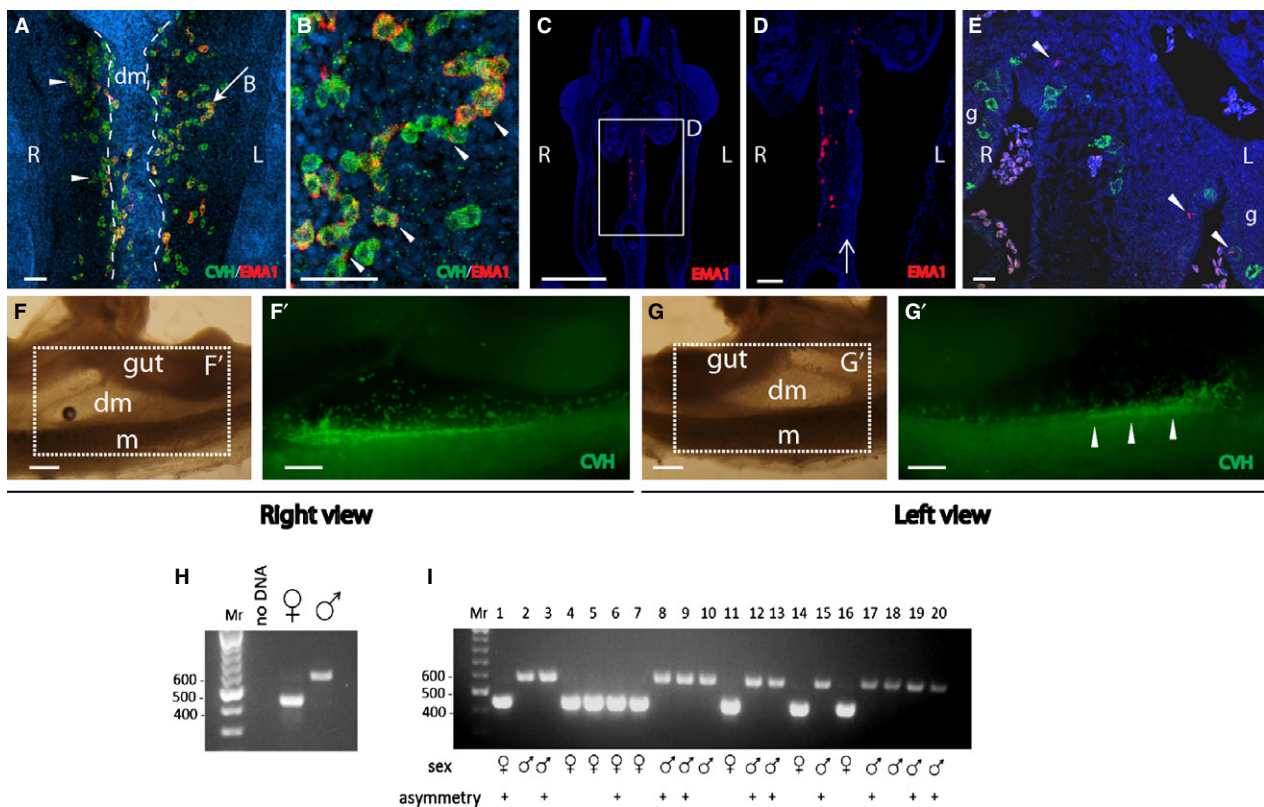 A
dm
B
R
L
CVH/EMA1
B
CVH/EMA1
C
D
R
L
EMA1
D
R
L
EMA1
E
g
R
L
g
F
gut
F′
dm
m
F′
CVH
G
gut
G′
dm
m
G′
CVH
Right view
Left view
H
Mr
no DNA
♀
♂
600 -
500 -
400 -
I
Mr 1 2 3 4 5 6 7 8 9 10 11 12 13 14 15 16 17 18 19 20
600 -
500 -
400 -
sex ♀ ♂ ♂ ♀ ♀ ♀ ♀ ♂ ♂ ♂ ♀ ♂ ♂ ♀ ♂ ♀ ♂ ♂ ♂ ♂
asymmetry + + + + + + + + + +